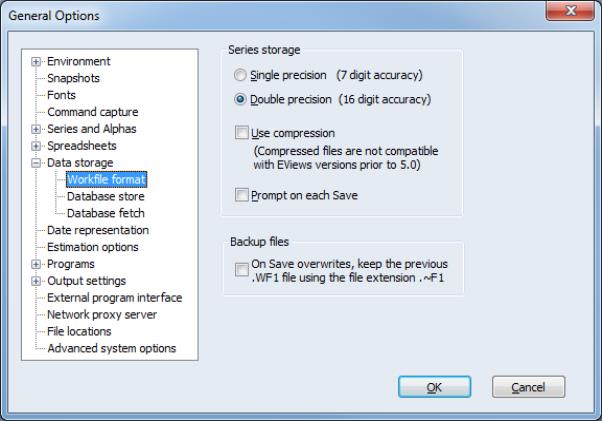 General Options
Environment
Snapshots
Fonts
Command capture
Series and Alphas
Spreadsheets
Data storage
Workfile format
Database store
Database fetch
Date representation
Estimation options
Programs
Output settings
External program interface
Network proxy server
File locations
Advanced system options
Series storage
Single precision (7 digit accuracy)
Double precision (16 digit accuracy)
Use compression
(Compressed files are not compatible
with EViews versions prior to 5.0)
Prompt on each Save
Backup files
On Save overwrites, keep the previous
.WF1 file using the file extension .~F1
OK
Cancel